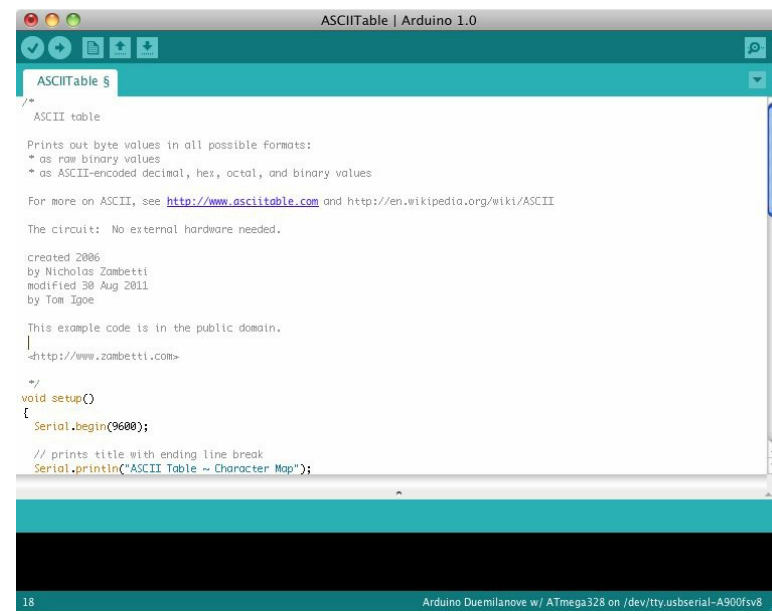 ASCIITable | Arduino 1.0
ASCIITable §
/*
ASCII table
Prints out byte values in all possible formats:
* as raw binary values
* as ASCII-encoded decimal, hex, octal, and binary values
For more on ASCII, see http://www.asciitable.com and http://en.wikipedia.org/wiki/ASCII
The circuit: No external hardware needed.
created 2006
by Nicholas Zambetti
modified 30 Aug 2011
by Tom Igoe
This example code is in the public domain.
<http://www.zambetti.com>
*/
void setup()
{
Serial.begin(9600);
// prints title with ending line break
Serial.println("ASCII Table ~ Character Map");
18 Arduino Duemilanove w/ ATmega328 on /dev/tty.usbserial-A900fsv8